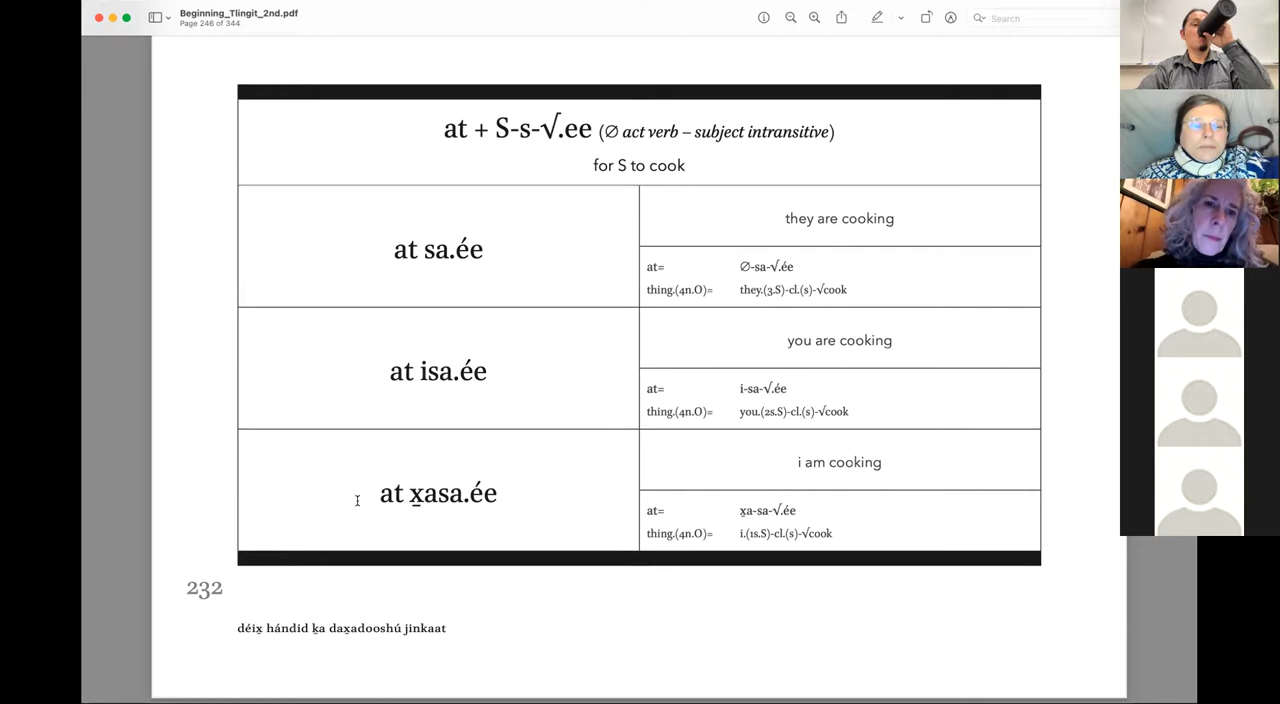 Beginning_Tlingit_2nd.pdf
Page 246 of 344
Search
at + S-s-√.ee (∅ act verb – subject intransitive)
for S to cook
at sa.ée
they are cooking
at= ∅-sa-√.ée
thing.(4n.O)= they.(3.S)-cl.(s)-√cook
at isa.ée
you are cooking
at= i-sa-√.ée
thing.(4n.O)= you.(2s.S)-cl.(s)-√cook
at x̱asa.ée
i am cooking
at= x̱a-sa-√.ée
thing.(4n.O)= i.(1s.S)-cl.(s)-√cook
232
déix̱ hándid ḵa dax̱adooshú jinkaat